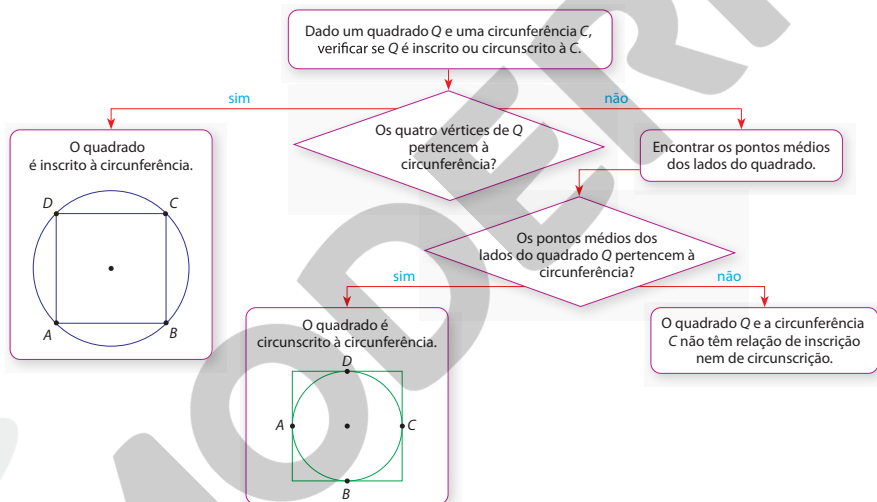 Dado um quadrado Q e uma circunferência C,
verificar se Q é inscrito ou circunscrito à C.
sim
não
Os quatro vértices de Q
pertencem à
circunferência?
O quadrado
é inscrito à circunferência.
D
C
A
B
Encontrar os pontos médios
dos lados do quadrado.
Os pontos médios dos
lados do quadrado Q pertencem à
circunferência?
sim
não
O quadrado é
circunscrito à circunferência.
D
A
C
B
O quadrado Q e a circunferência
C não têm relação de inscrição
nem de circunscrição.
MODER